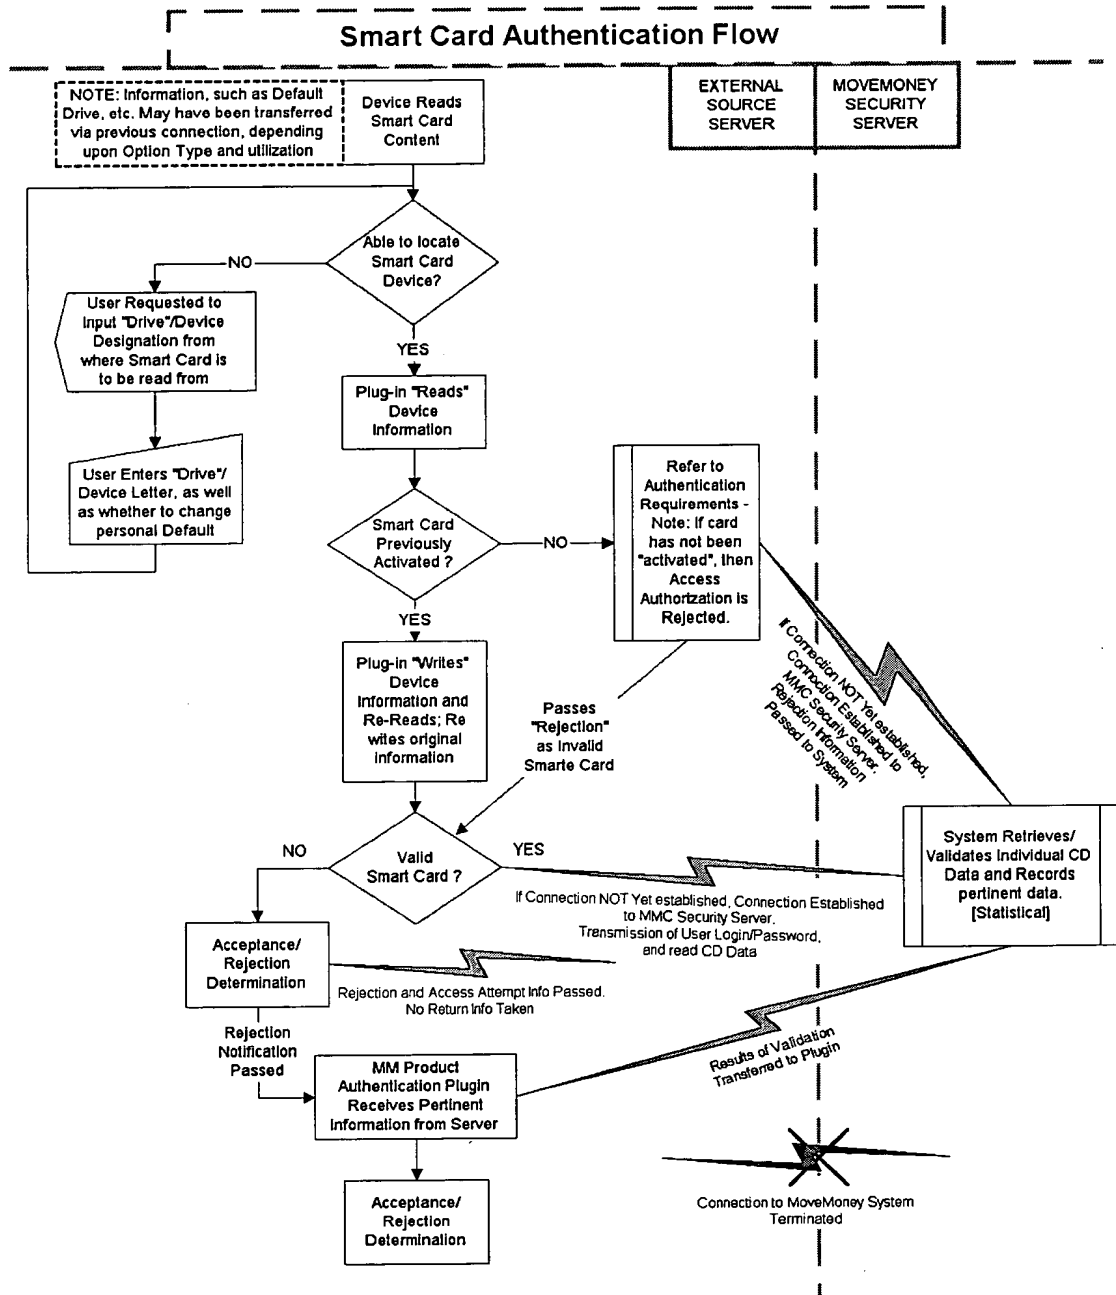 Smart Card Authentication Flow
EXTERNAL
SOURCE
SERVER
MOVEMONEY
SECURITY
SERVER
NOTE: Information, such as Default
Drive, etc. May have been transferred
via previous connection, depending
upon Option Type and utilization
Device Reads
Smart Card
Content
Able to locate
Smart Card
Device?
NO
User Requested to
Input "Drive"/Device
Designation from
where Smart Card is
to be read from
YES
Plug-in "Reads"
Device
Information
User Enters "Drive"/
Device Letter, as well
as whether to change
personal Default
Smart Card
Previously
Activated ?
NO
Refer to
Authentication
Requirements -
Note: If card
has not been
"activated", then
Access
Authorization is
Rejected.
YES
Plug-in "Writes"
Device
Information and
Re-Reads; Re
writes original
information
Passes
"Rejection"
as Invalid
Smarte Card
If Connection NOT Yet established,
Connection Established to
MMC Security Server.
Rejection Information
Passed to System
Valid
Smart Card ?
NO
YES
System Retrieves/
Validates Individual CD
Data and Records
pertinent data.
[Statistical]
If Connection NOT Yet established, Connection Established
to MMC Security Server.
Transmission of User Login/Password,
and read CD Data
Acceptance/
Rejection
Determination
Rejection and Access Attempt Info Passed.
No Return Info Taken
Rejection
Notification
Passed
MM Product
Authentication Plugin
Receives Pertinent
Information from Server
Results of Validation
Transferred to Plugin
Acceptance/
Rejection
Determination
Connection to MoveMoney System
Terminated